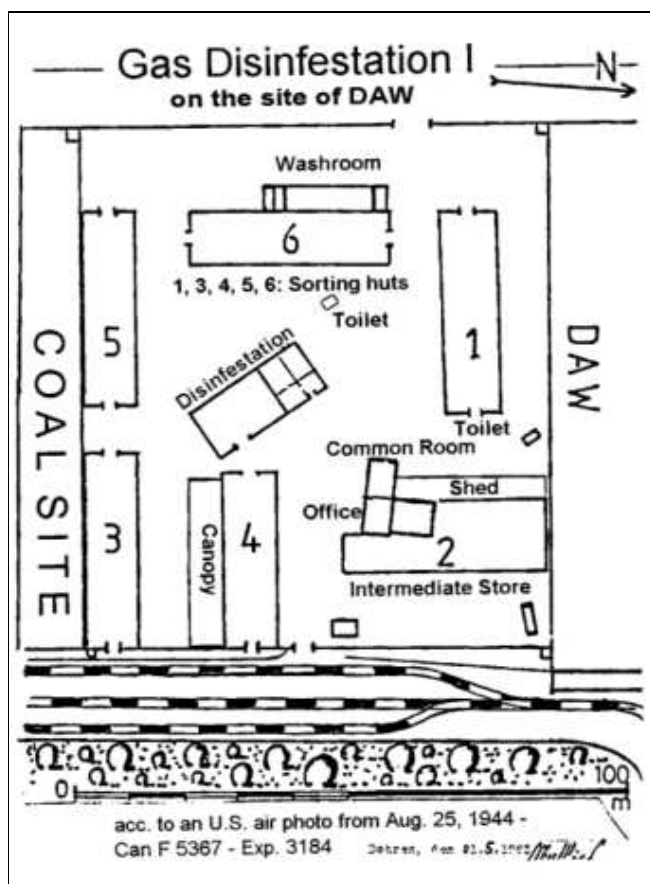 Gas Disinfestation I
N
on the site of DAW
Washroom
6
1, 3, 4, 5, 6: Sorting huts
Toilet
5
1
COAL SITE
DAW
Disinfestation
Toilet
Common Room
Shed
Office
3
Canopy
4
2
Intermediate Store
0
100
m
acc. to an U.S. air photo from Aug. 25, 1944 -
Can F 5367 - Exp. 3184